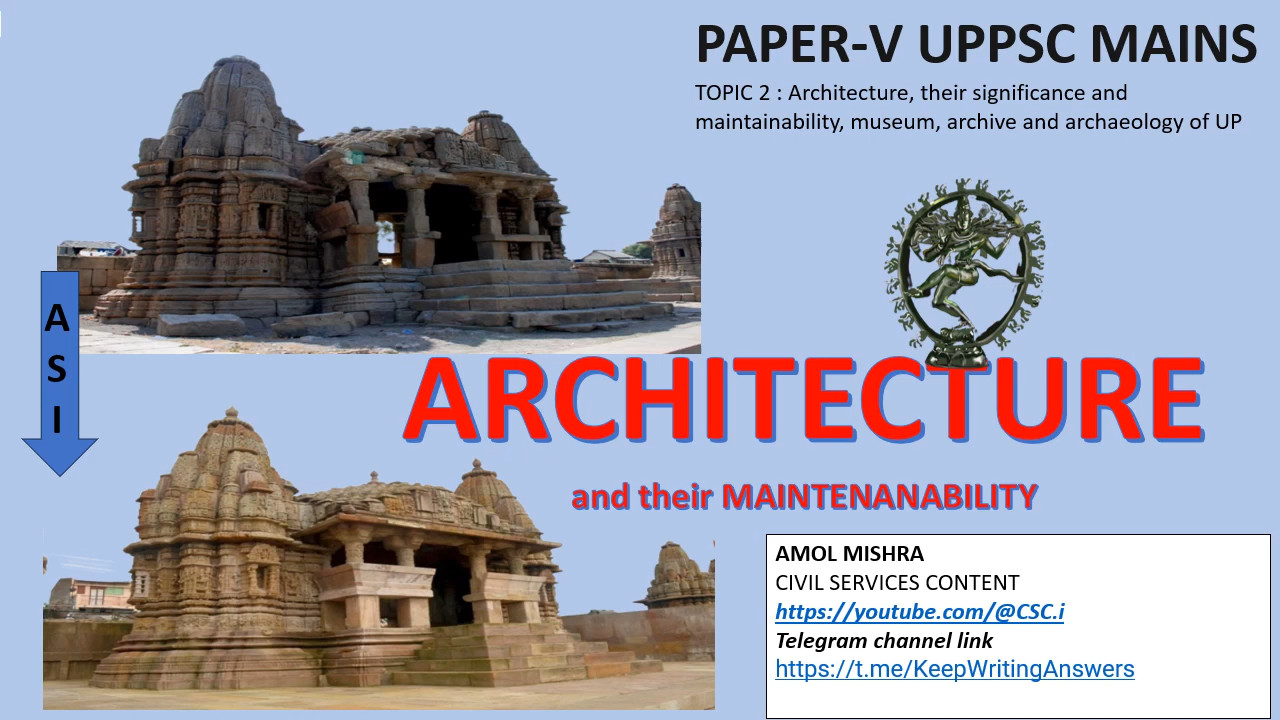 PAPER-V UPPSC MAINS
TOPIC 2 : Architecture, their significance and
maintainability, museum, archive and archaeology of UP
A
S
I
ARCHITECTURE
and their MAINTENANABILITY
AMOL MISHRA
CIVIL SERVICES CONTENT
https://youtube.com/@CSC.i
Telegram channel link
https://t.me/KeepWritingAnswers